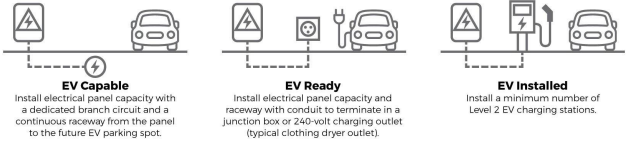 EV Capable
Install electrical panel capacity with
a dedicated branch circuit and a
continuous raceway from the panel
to the future EV parking spot.
EV Ready
Install electrical panel capacity and
raceway with conduit to terminate in a
junction box or 240-volt charging outlet
(typical clothing dryer outlet).
EV Installed
Install a minimum number of
Level 2 EV charging stations.